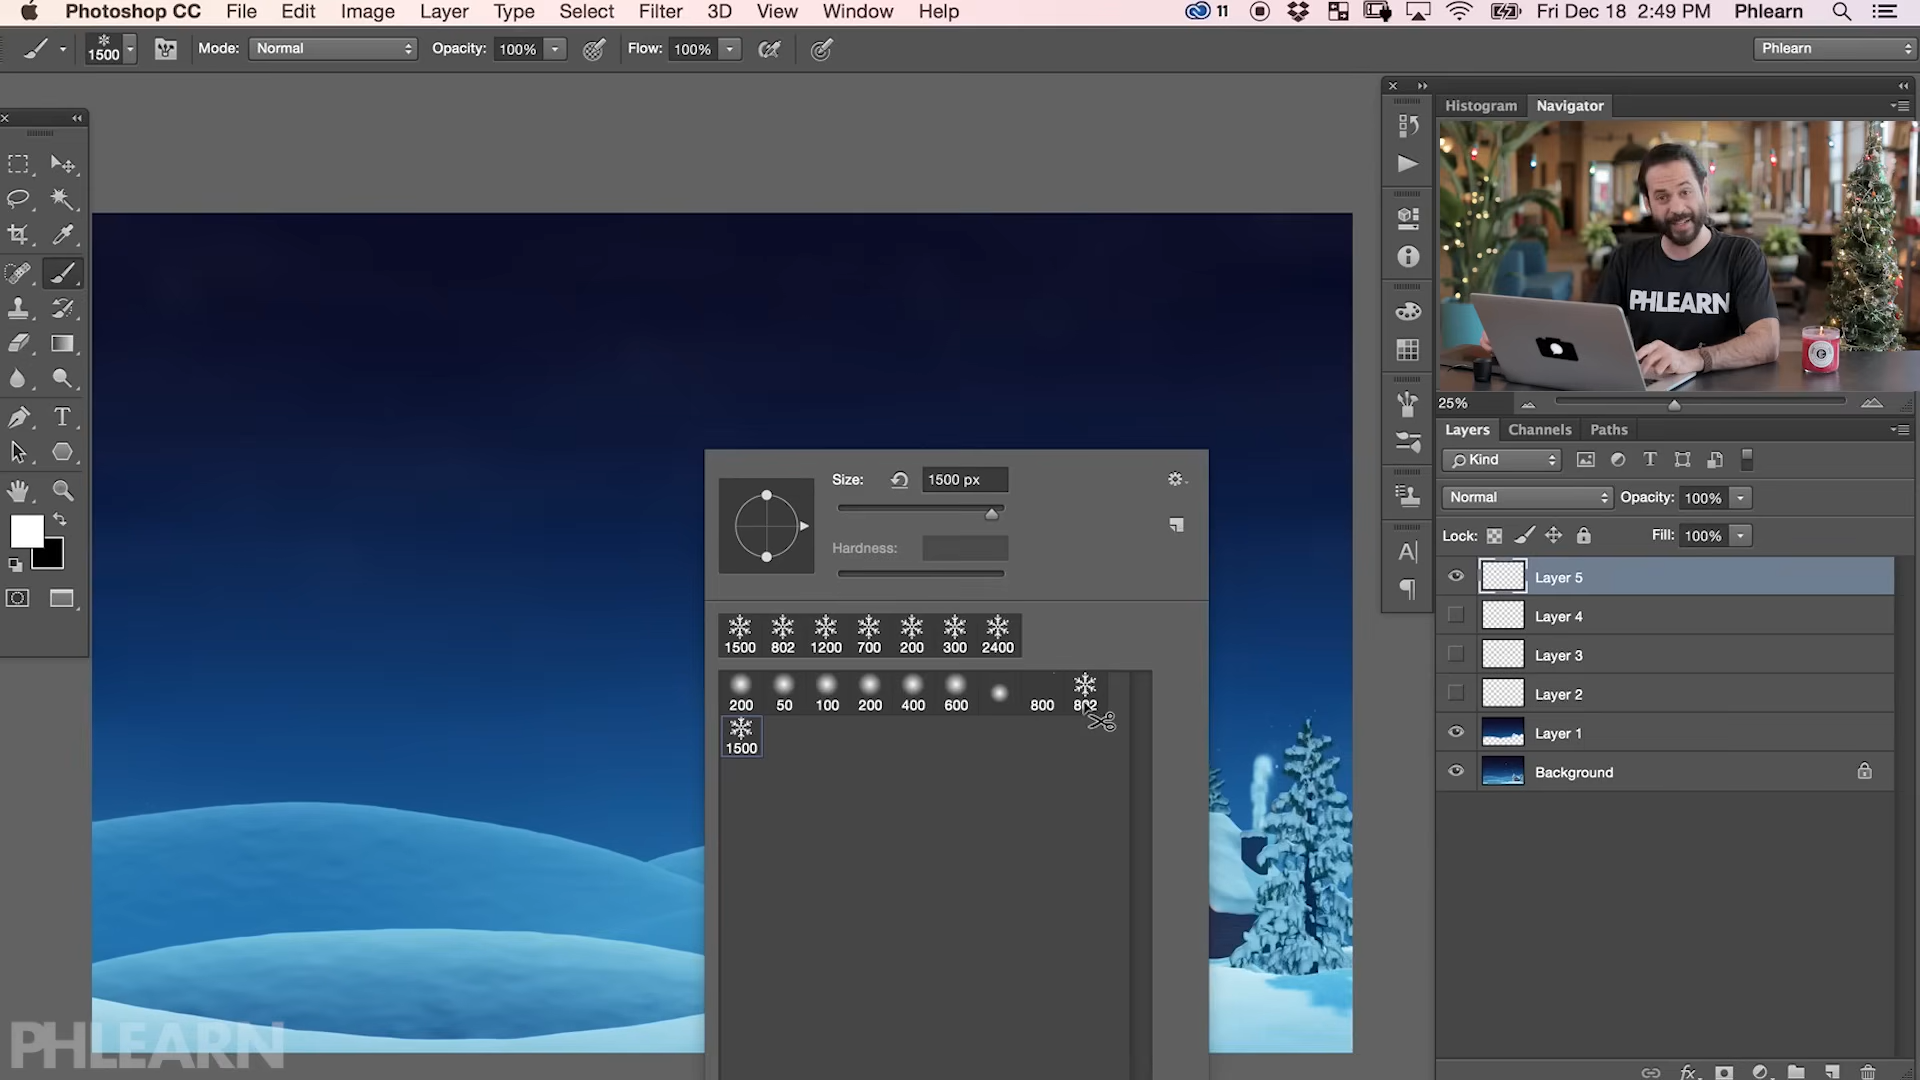 Photoshop CC File Edit Image Layer Type Select Filter 3D View Window Help 11 Fri Dec 18 2:49 PM Phlearn
1500 Mode: Normal Opacity: 100% Flow: 100% Phlearn
Histogram Navigator
PHLEARN
25%
Layers Channels Paths
Kind
Normal Opacity: 100%
Lock: Fill: 100%
Layer 5
Layer 4
Layer 3
Layer 2
Layer 1
Background
Size: 1500 px
Hardness:
1500 802 1200 700 200 300 2400
200 50 100 200 400 600 800 802
1500
PHLEARN